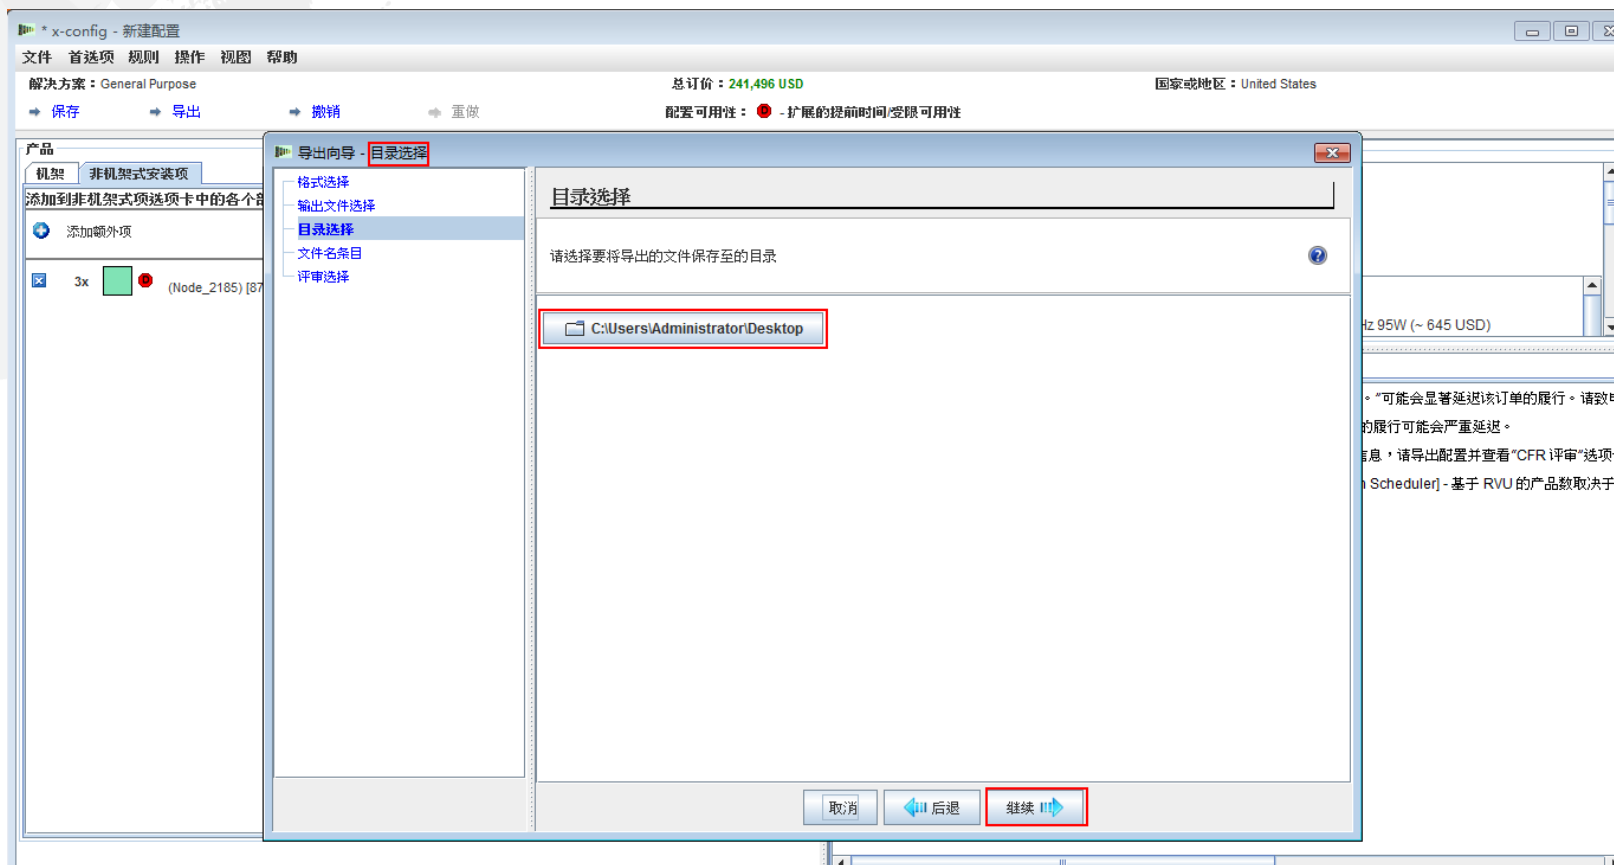 * x-config - 新建配置
文件 首选项 规则 操作 视图 帮助
解决方案：General Purpose 总订价：241,496 USD 国家或地区：United States
保存 导出 撤销 重做 配置可用性： - 扩展的提前时间/受限可用性
产品
机架 非机架式安装项
添加到非机架式项选项卡中的各个部
添加额外项
3x (Node_2185) [87
导出向导 - 目录选择
格式选择
输出文件选择
目录选择
文件名条目
评审选择
目录选择
请选择要将导出的文件保存至的目录
C:\Users\Administrator\Desktop
取消 后退 继续
Hz 95W (~ 645 USD)
。"可能会显著延迟该订单的履行。请致电
的履行可能会严重延迟。
信息，请导出配置并查看"CFR 评审"选项
n Scheduler] - 基于 RVU 的产品数取决于